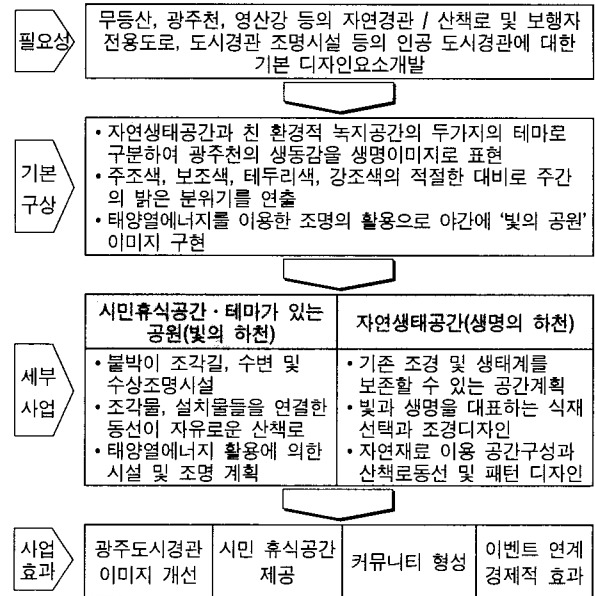 필요성
무등산, 광주천, 영산강 등의 자연경관 / 산책로 및 보행자
전용도로, 도시경관 조명시설 등의 인공 도시경관에 대한
기본 디자인요소개발
기본
구상
• 자연생태공간과 친 환경적 녹지공간의 두가지의 테마로
구분하여 광주천의 생동감을 생명이미지로 표현
• 주조색, 보조색, 테두리색, 강조색의 적절한 대비로 주간
의 밝은 분위기를 연출
• 태양열에너지를 이용한 조명의 활용으로 야간에 '빛의 공원'
이미지 구현
세부
사업
시민휴식공간 · 테마가 있는
공원(빛의 하천)
• 붙박이 조각길, 수변 및
수상조명시설
• 조각물, 설치물들을 연결한
동선이 자유로운 산책로
• 태양열에너지 활용에 의한
시설 및 조명 계획
자연생태공간(생명의 하천)
• 기존 조경 및 생태계를
보존할 수 있는 공간계획
• 빛과 생명을 대표하는 식재
선택과 조경디자인
• 자연재료 이용 공간구성과
산책로동선 및 패턴 디자인
사업
효과
광주도시경관
이미지 개선
시민 휴식공간
제공
커뮤니티 형성
이벤트 연계
경제적 효과